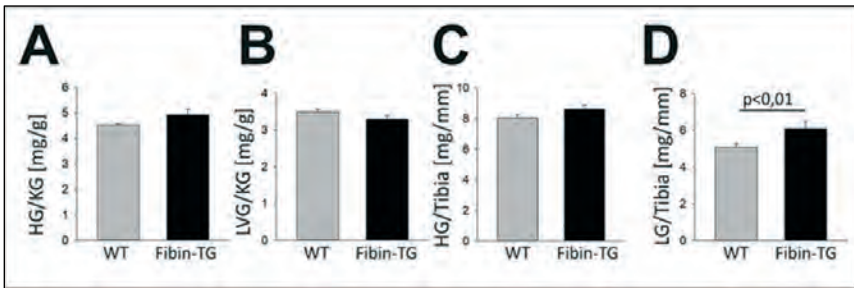 A
HG/KG [mg/g]
6
5
4
3
2
1
0
WT Fibin-TG
B
LVG/KG [mg/g]
4
3
2
1
0
WT Fibin-TG
C
HG/Tibia [mg/mm]
10
8
6
4
2
0
WT Fibin-TG
D
LG/Tibia [mg/mm]
8
6
4
2
0
p<0,01
WT Fibin-TG